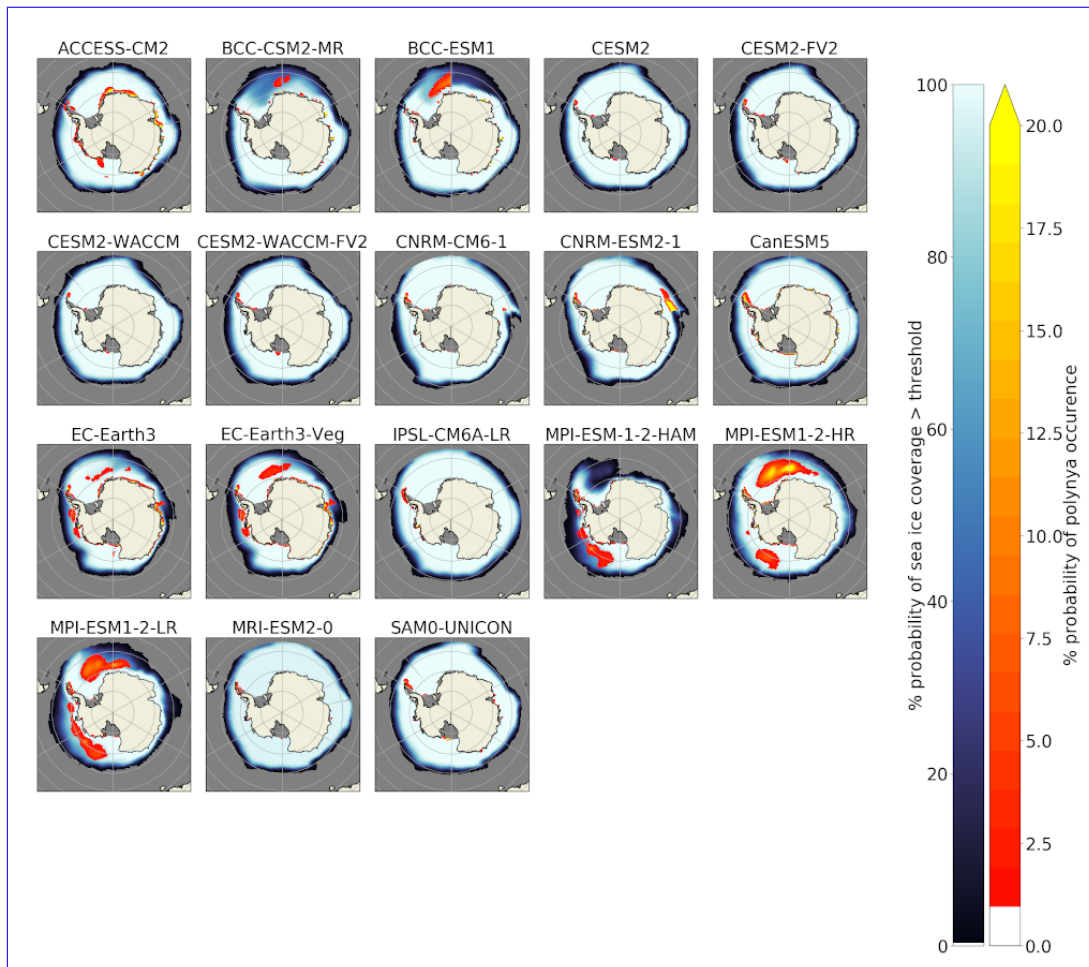 ACCESS-CM2 BCC-CSM2-MR BCC-ESM1 CESM2 CESM2-FV2
CESM2-WACCM CESM2-WACCM-FV2 CNRM-CM6-1 CNRM-ESM2-1 CanESM5
EC-Earth3 EC-Earth3-Veg IPSL-CM6A-LR MPI-ESM-1-2-HAM MPI-ESM1-2-HR
MPI-ESM1-2-LR MRI-ESM2-0 SAM0-UNICON
100
80
60
40
20
0
% probability of sea ice coverage > threshold
20.0
17.5
15.0
12.5
10.0
7.5
5.0
2.5
0.0
% probability of polynya occurence